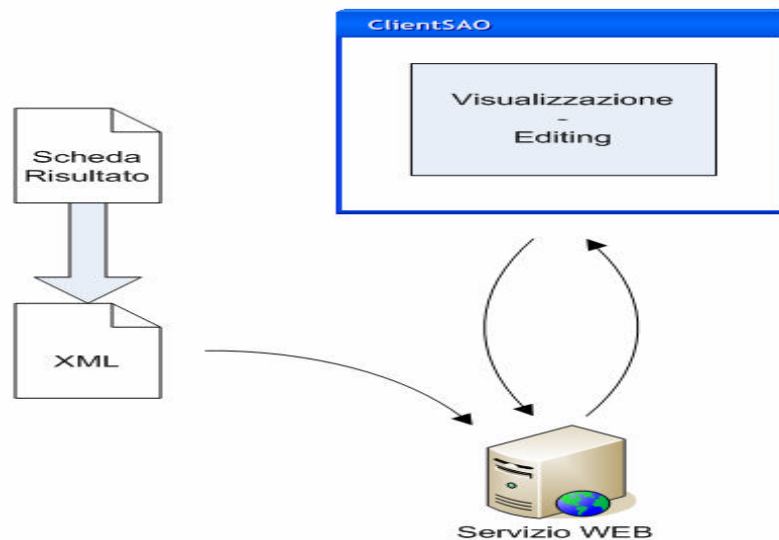 ClientSAO
Visualizzazione
-
Editing
Scheda
Risultato
XML
Servizio WEB